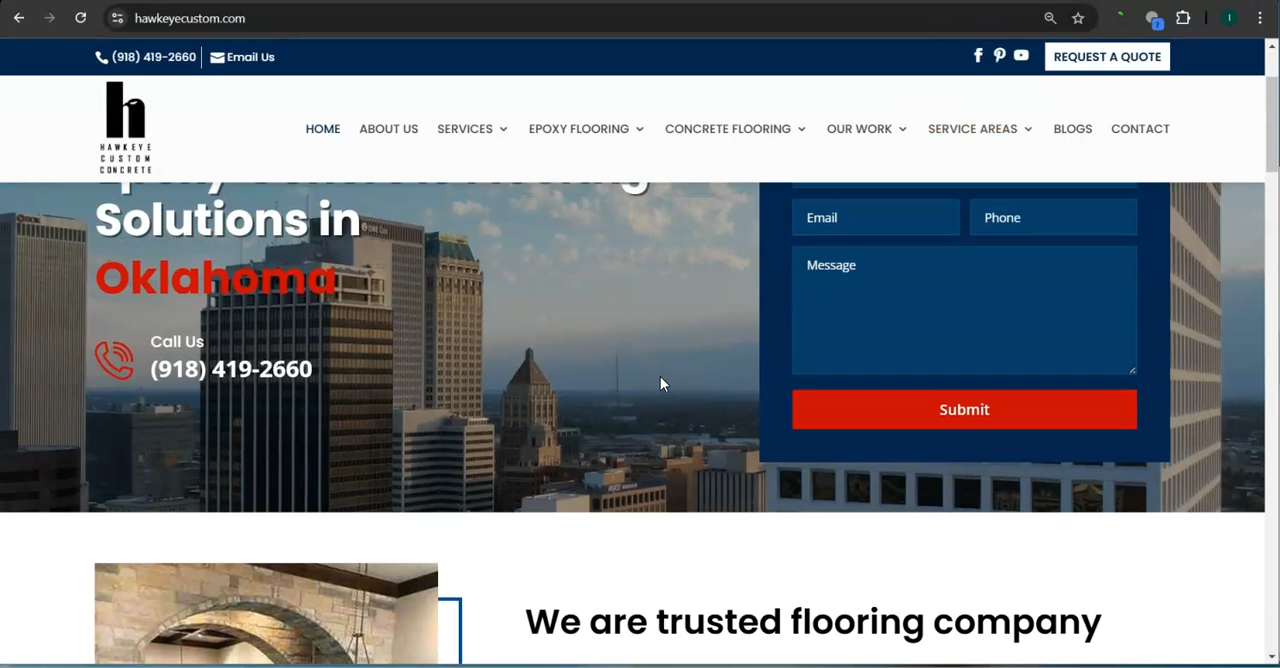 hawkeyecustom.com
(918) 419-2660
Email Us
REQUEST A QUOTE
h
HAWKEYE
CUSTOM
CONCRETE
HOME
ABOUT US
SERVICES
EPOXY FLOORING
CONCRETE FLOORING
OUR WORK
SERVICE AREAS
BLOGS
CONTACT
Solutions in
Oklahoma
Call Us
(918) 419-2660
Email
Phone
Message
Submit
We are trusted flooring company